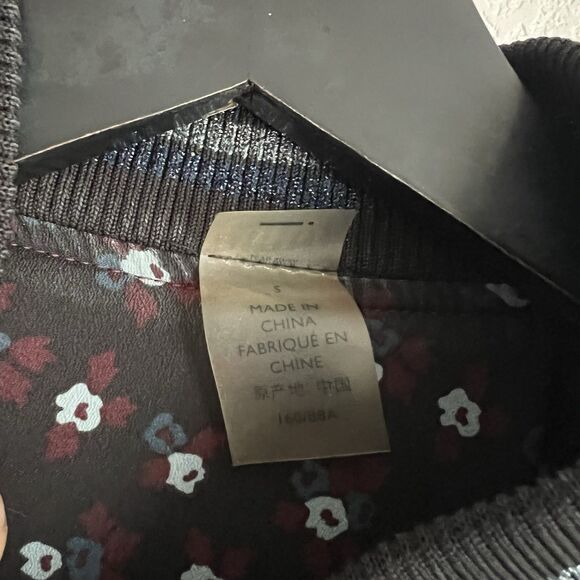 S
MADE IN
CHINA
FABRIQUÉ EN
CHINE
原产地 中国
160/88A